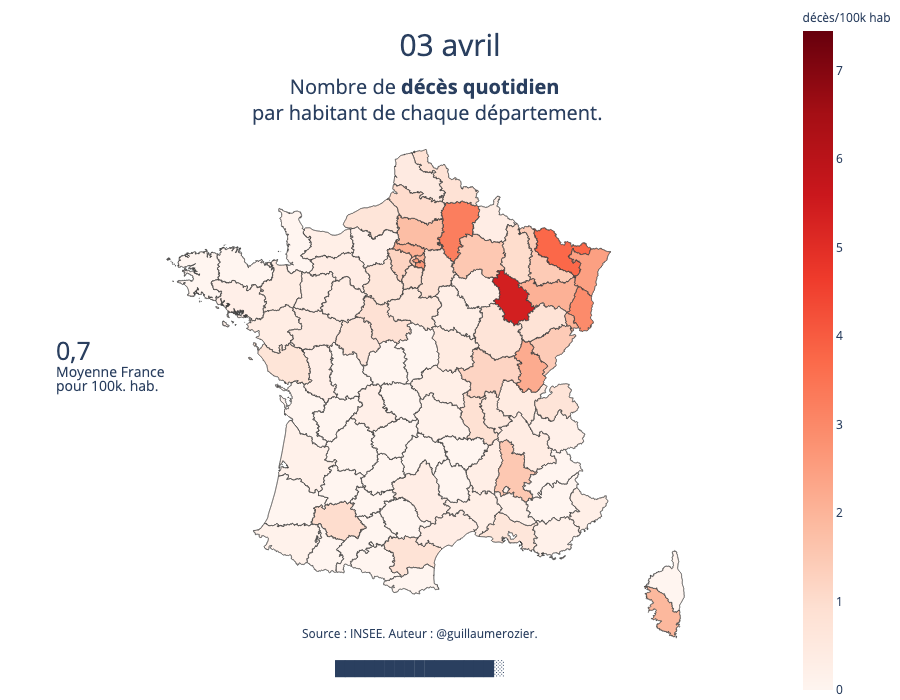 décès/100k hab
03 avril
Nombre de décès quotidien
par habitant de chaque département.
7
6
5
4
3
2
1
0
0,7
Moyenne France
pour 100k. hab.
Source : INSEE. Auteur : @guillaumerozier.